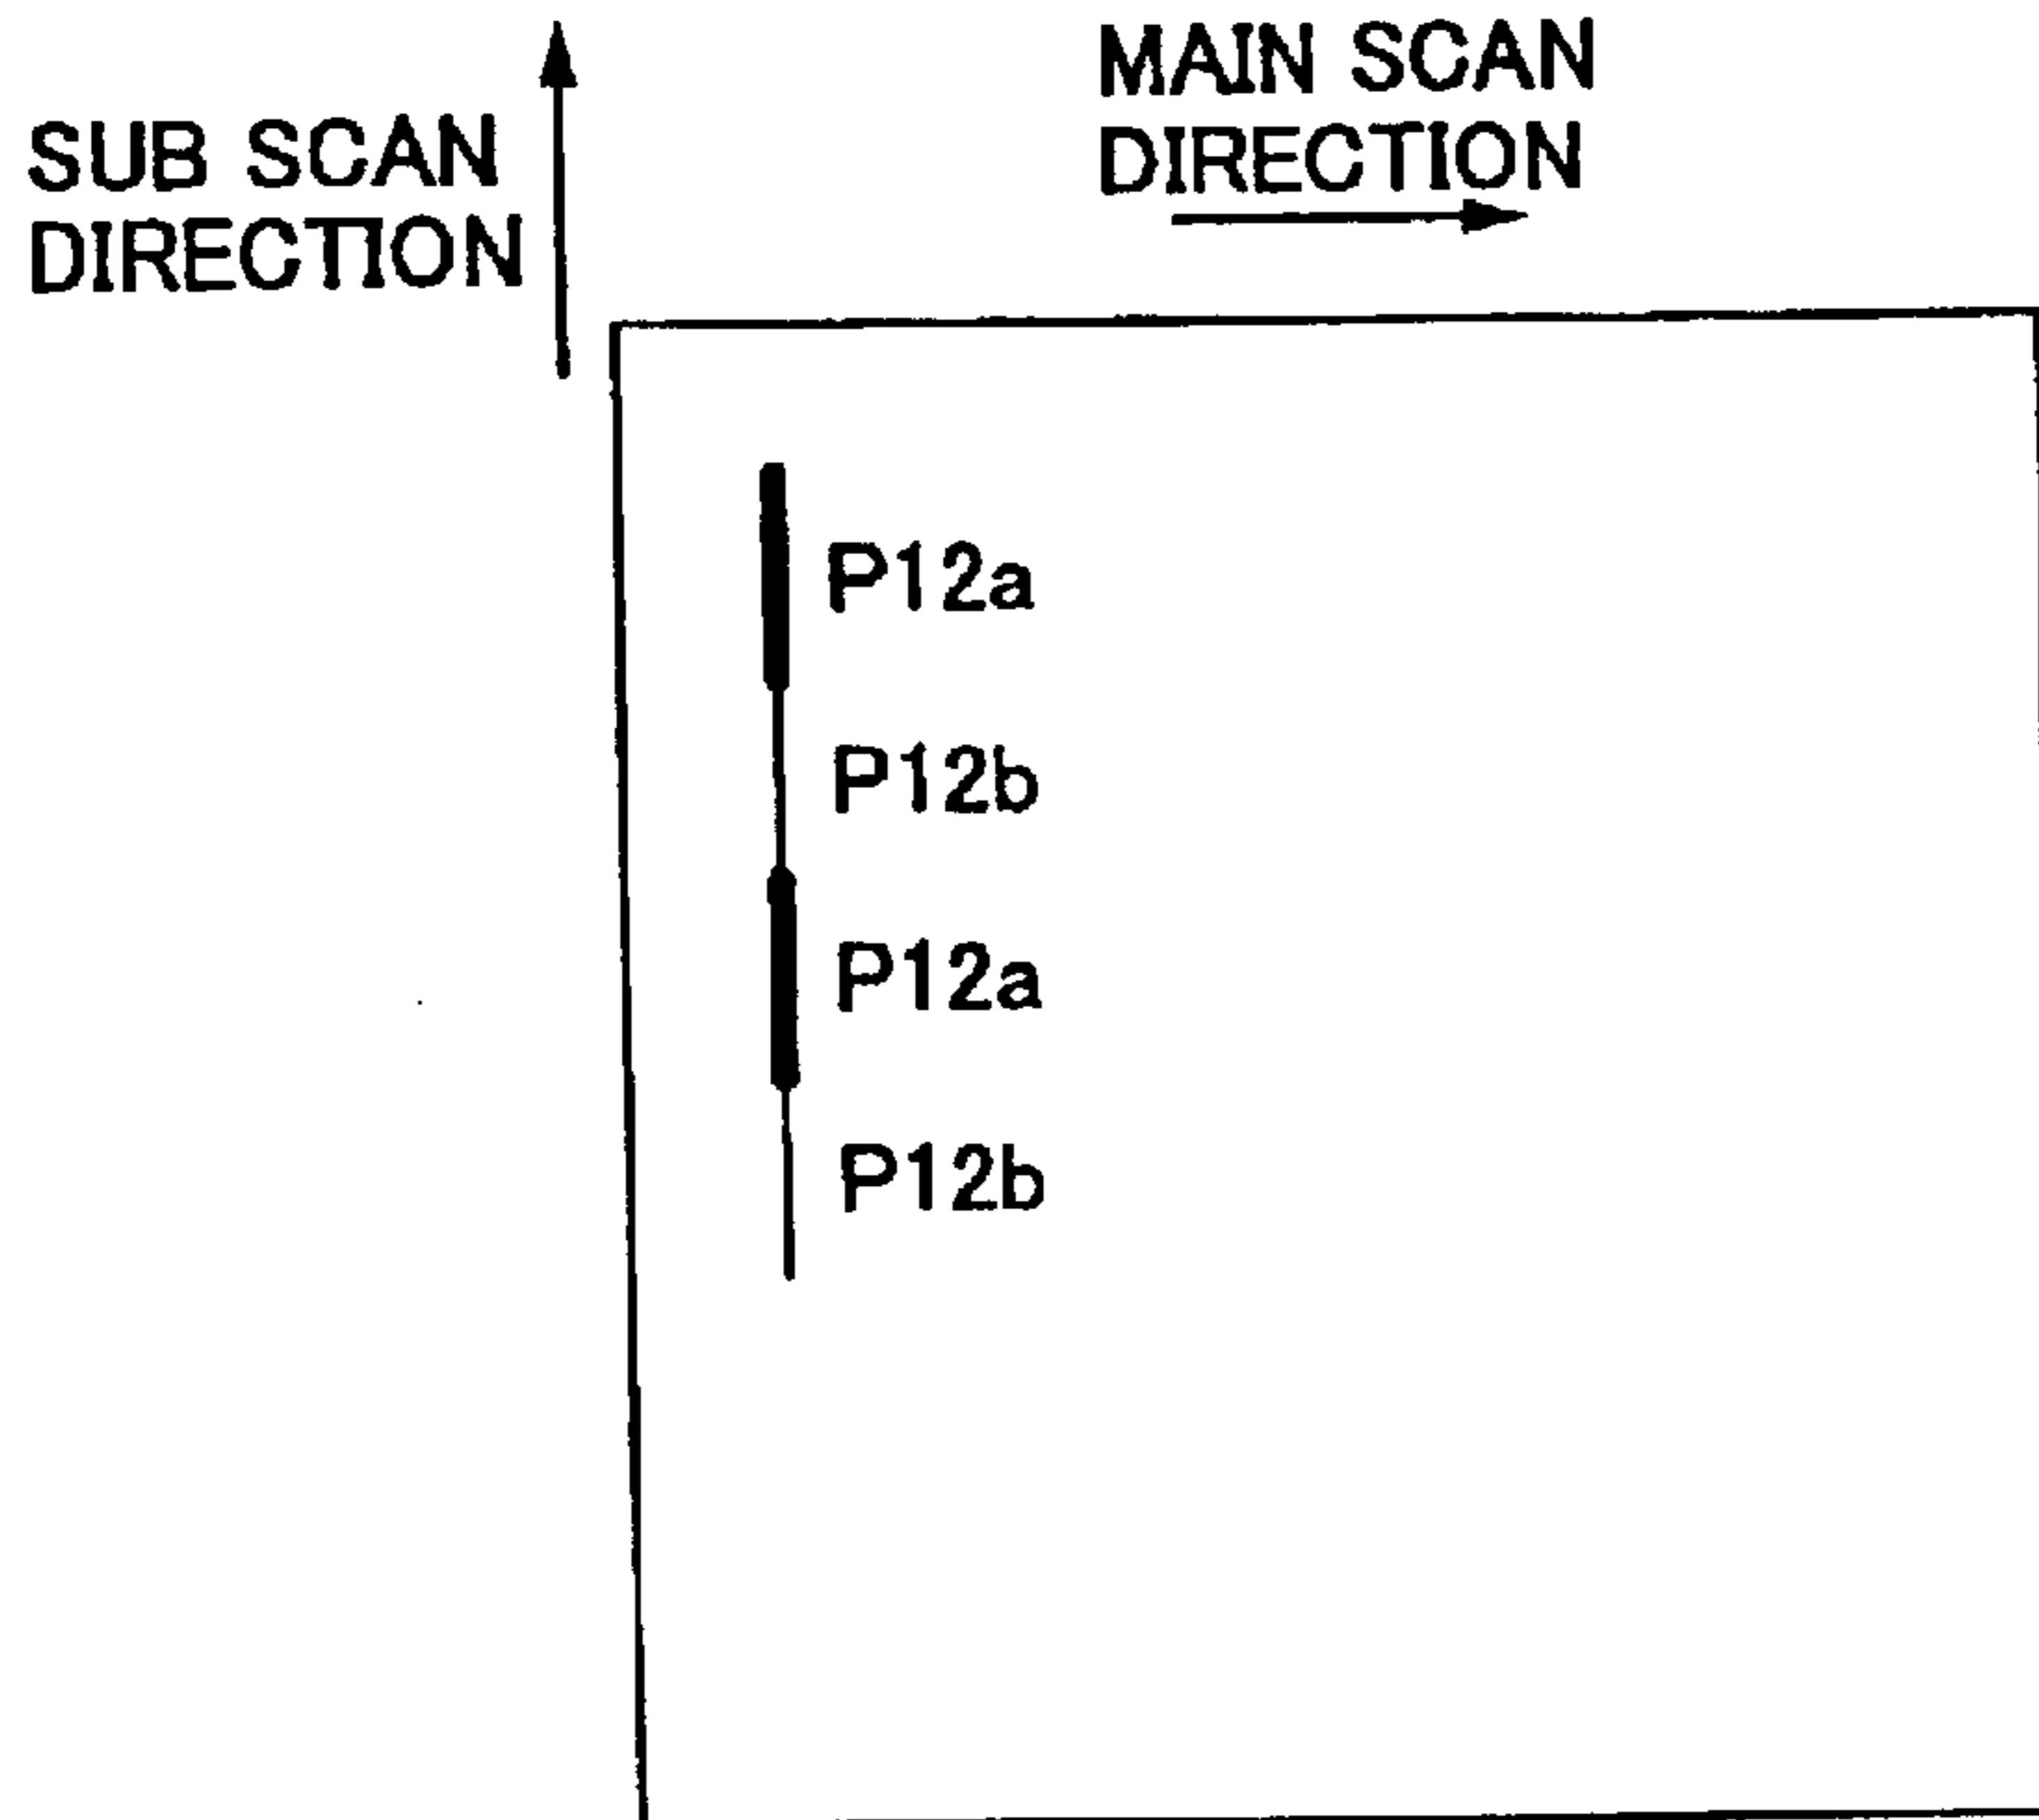 SUB SCAN
DIRECTION
MAIN SCAN
DIRECTION
P12a
P12b
P12a
P12b